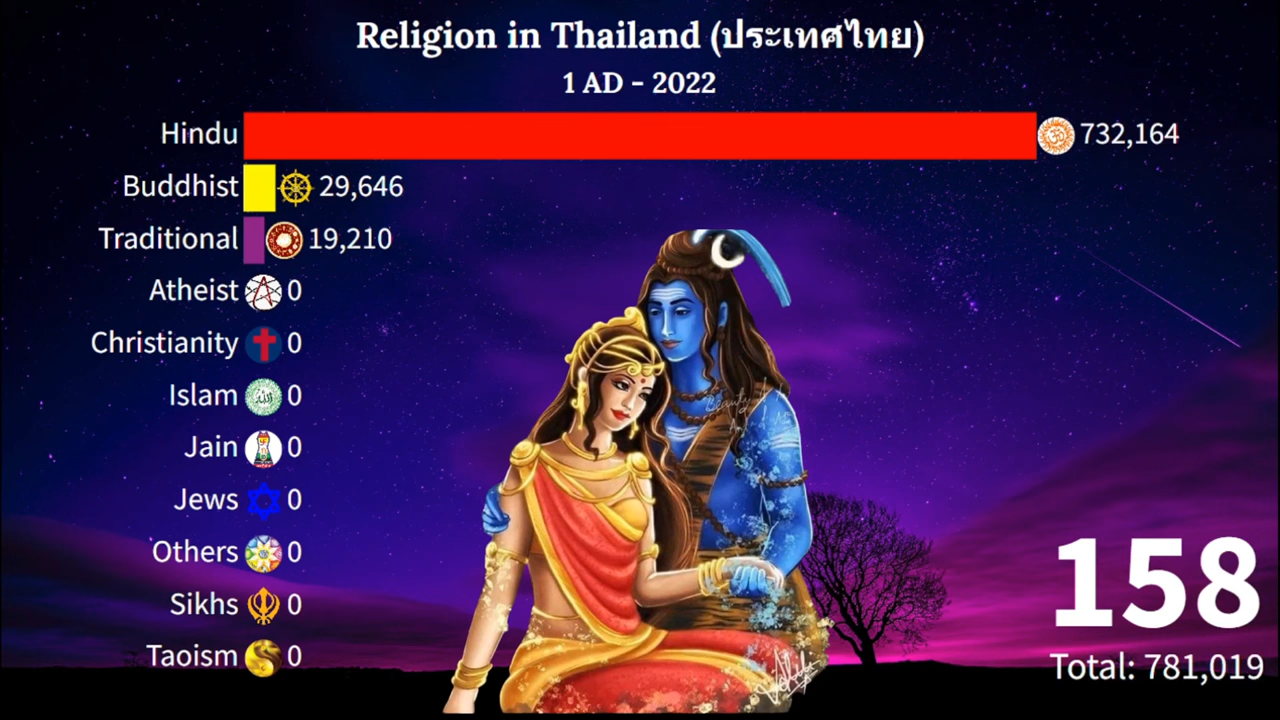 Religion in Thailand (ประเทศไทย)
1 AD - 2022
Hindu 732,164
Buddhist 29,646
Traditional 19,210
Atheist 0
Christianity 0
Islam 0
Jain 0
Jews 0
Others 0
Sikhs 0
Taoism 0
158
Total: 781,019